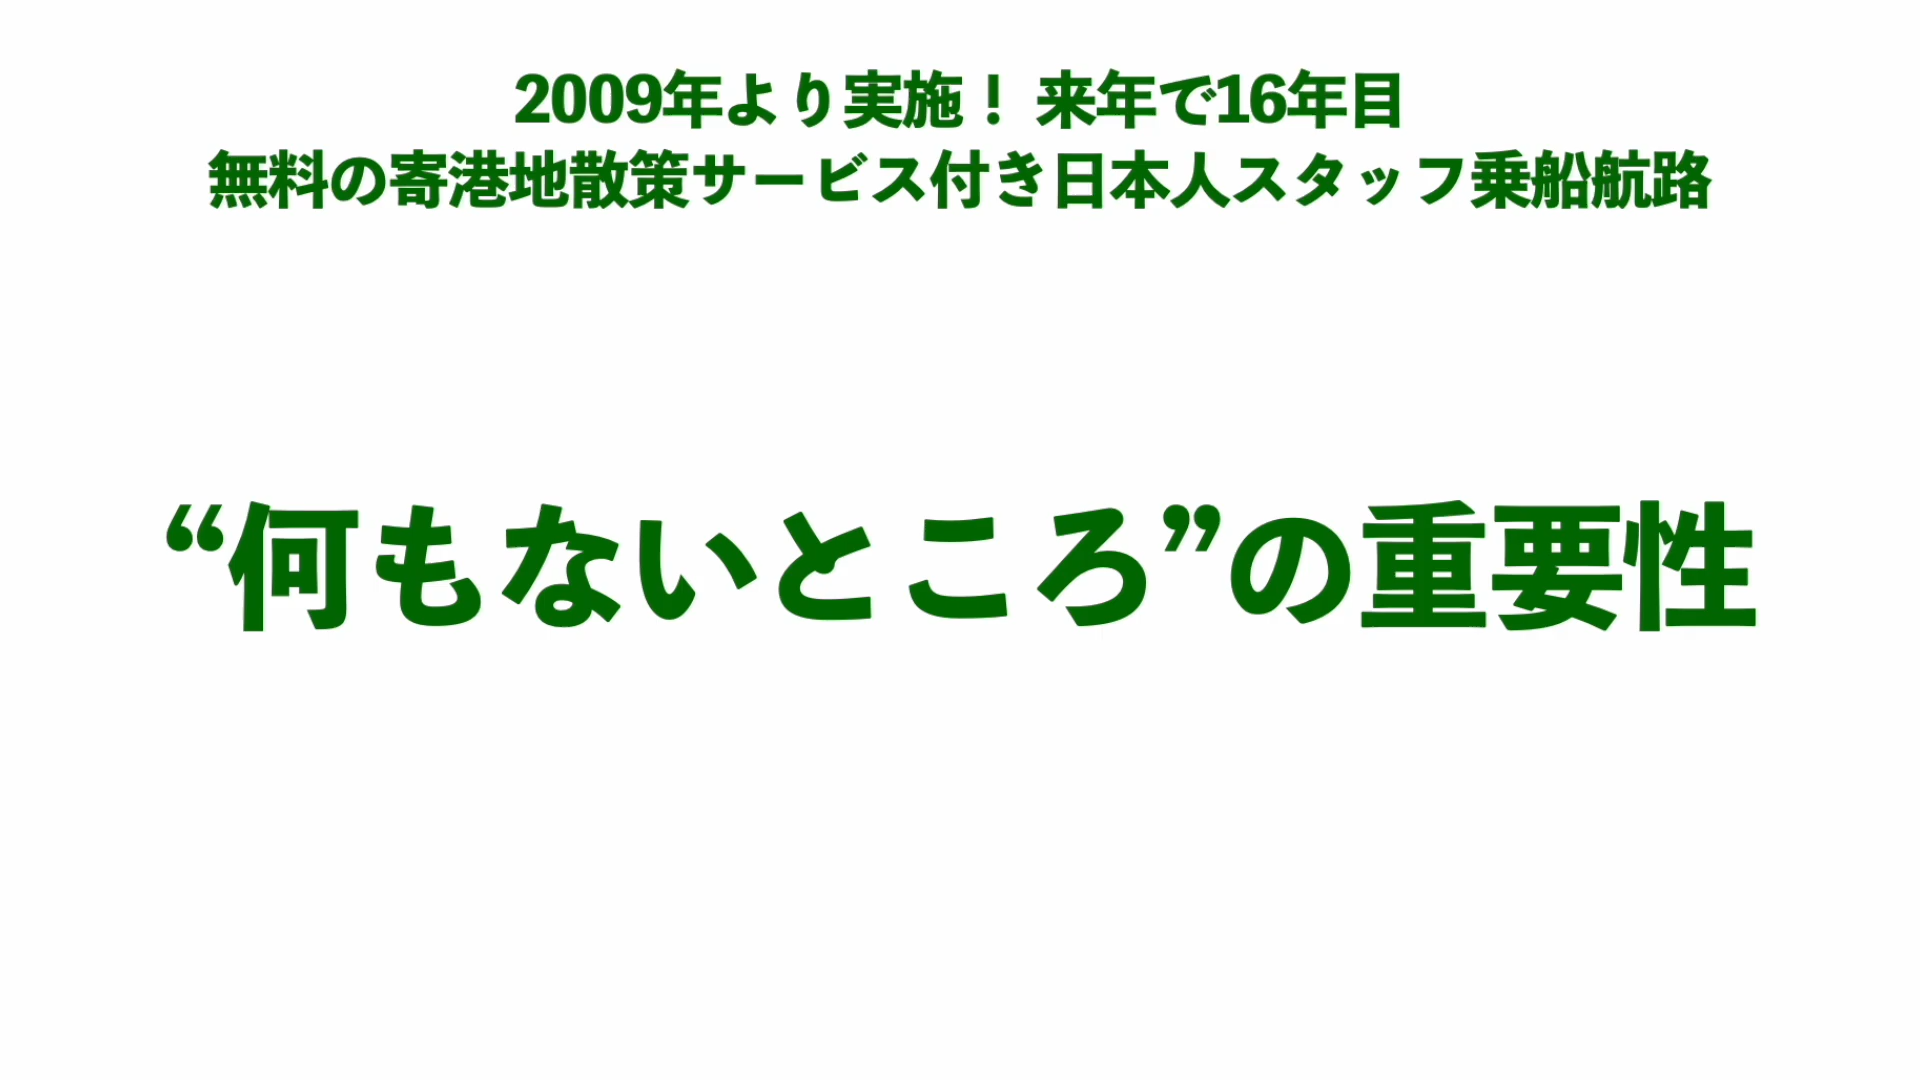 2009年より実施！ 来年で16年目
無料の寄港地散策サービス付き日本人スタッフ乗船航路
“何もないところ”の重要性